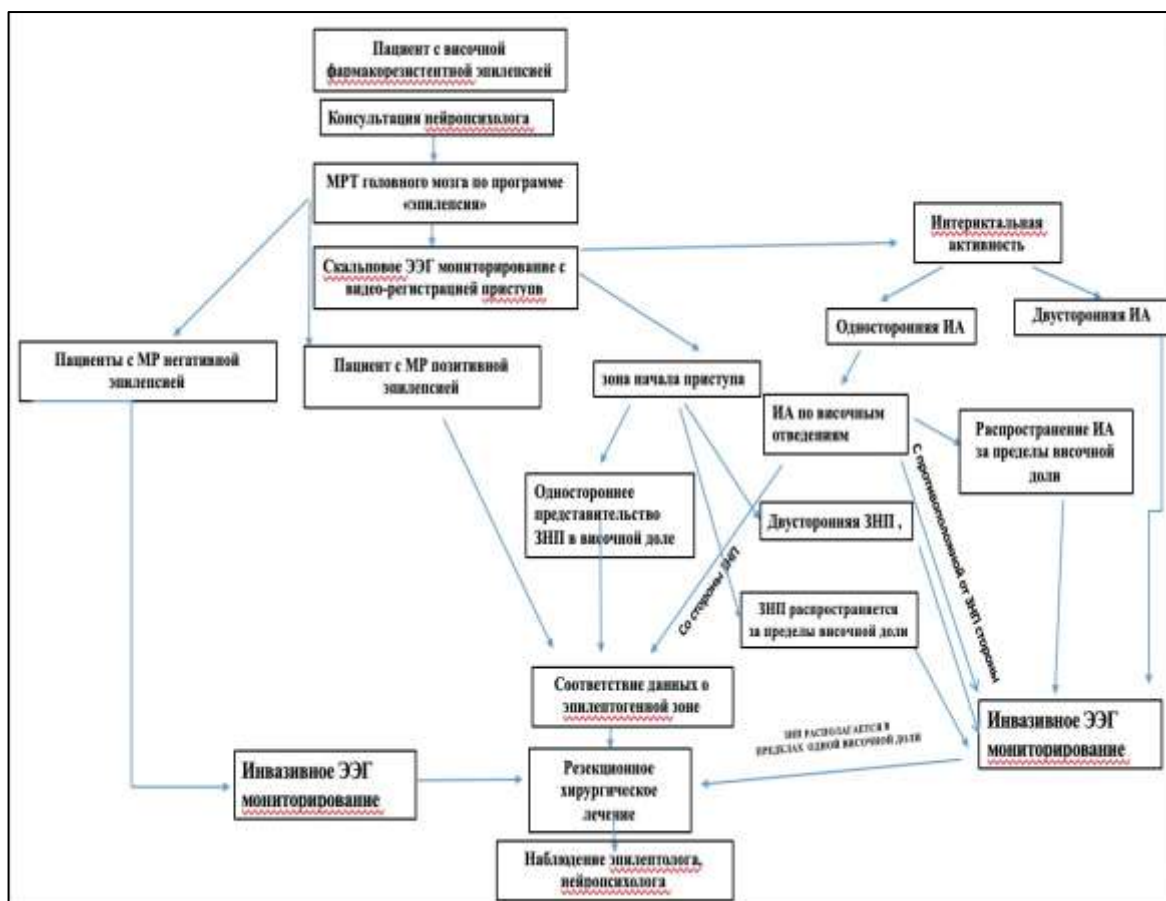 Пациент с височной
фармакорезистентной эпилепсией
Консультация нейропсихолога
МРТ головного мозга по программе
«эпилепсия»
Интериктальная
активность
Скальповое ЭЭГ мониторирование с
видео-регистрацией приступв
Односторонняя ИА
Двусторонняя ИА
Пациенты с МР негативной
эпилепсией
Пациент с МР позитивной
эпилепсией
зона начала приступа
ИА по височным
отведениям
Распространение ИА
за пределы височной
доли
Одностороннее
представительство
ЗНП в височной доле
Двусторонняя ЗНП ,
Со стороны ЗНП
С противоположной от ЗНП стороны
ЗНП распространяется
за пределы височной доли
Соответствие данных о
эпилептогенной зоне
ЗНП РАСПОЛАГАЕТСЯ В
ПРЕДЕЛАХ ОДНОЙ ВИСОЧНОЙ ДОЛИ
Инвазивное ЭЭГ
мониторирование
Инвазивное ЭЭГ
мониторирование
Резекционное
хирургическое
лечение
Наблюдение эпилептолога,
нейропсихолога